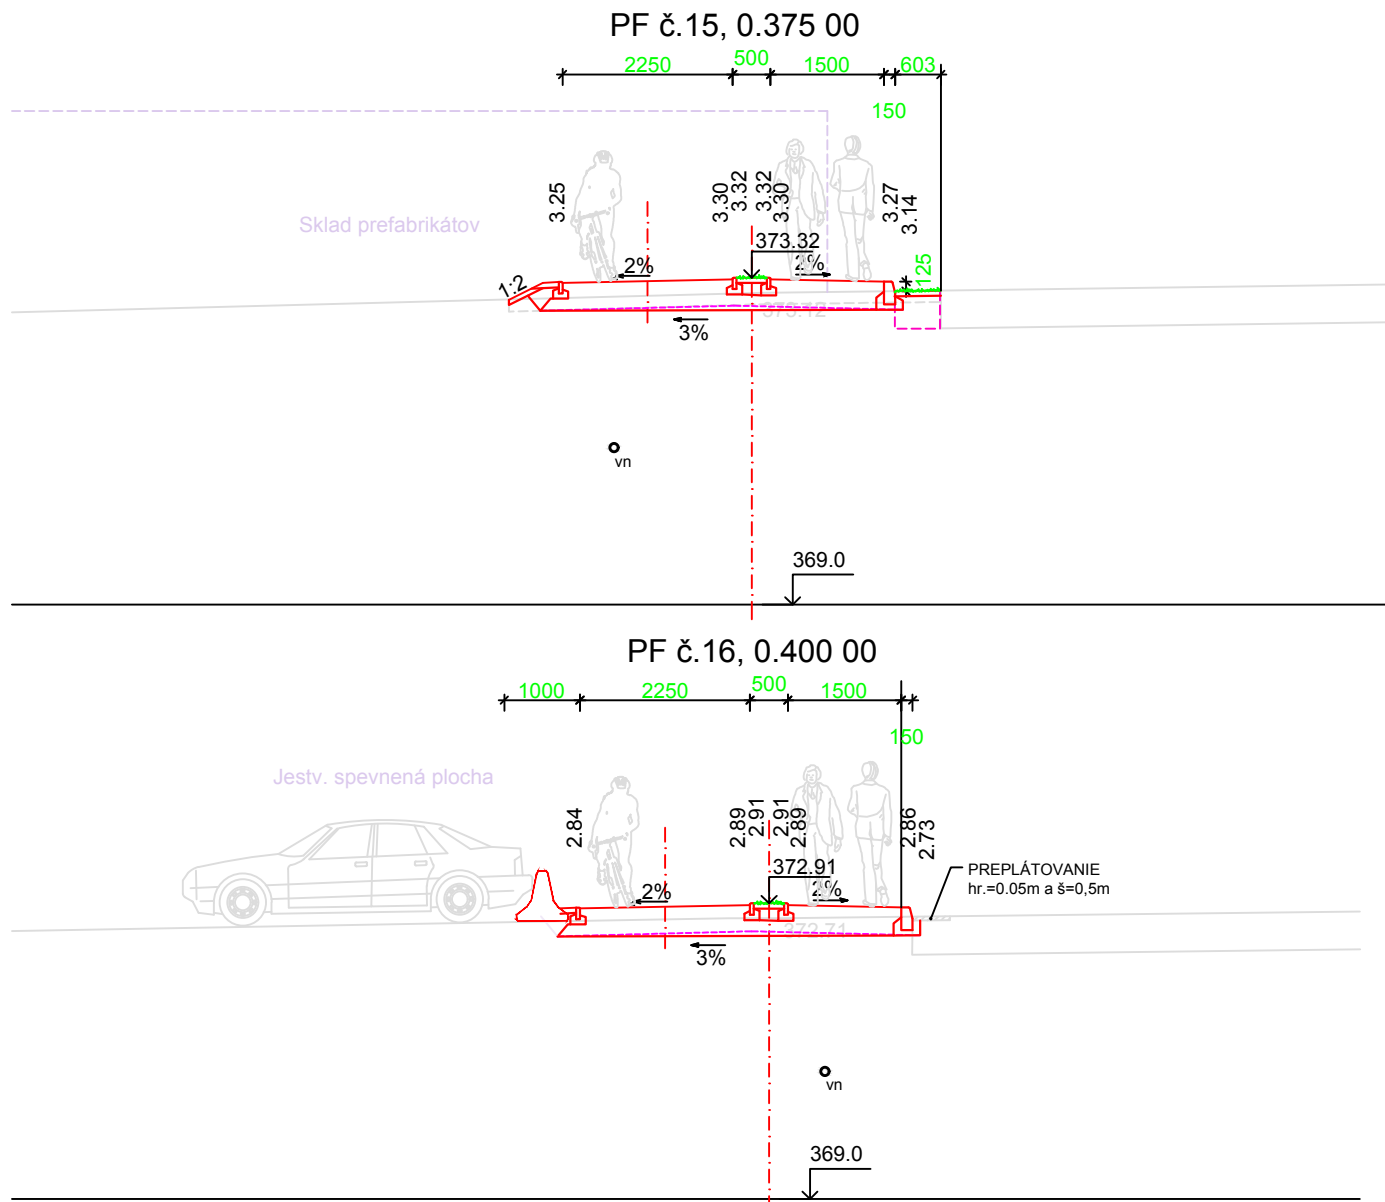 PF č.15, 0.375 00
2250 500 1500 603
150
Sklad prefabrikátov
3.25 3.30 3.32 3.32 3.30 3.27 3.14
373.32
1:2 2% 2% 125
373.12
3%
vn
369.0
PF č.16, 0.400 00
1000 2250 500 1500
150
Jestv. spevnená plocha
2.84 2.89 2.91 2.91 2.89 2.86 2.73
372.91
PREPLÁTOVANIE
hr.=0.05m a š=0,5m
2% 2%
372.71
3%
vn
369.0